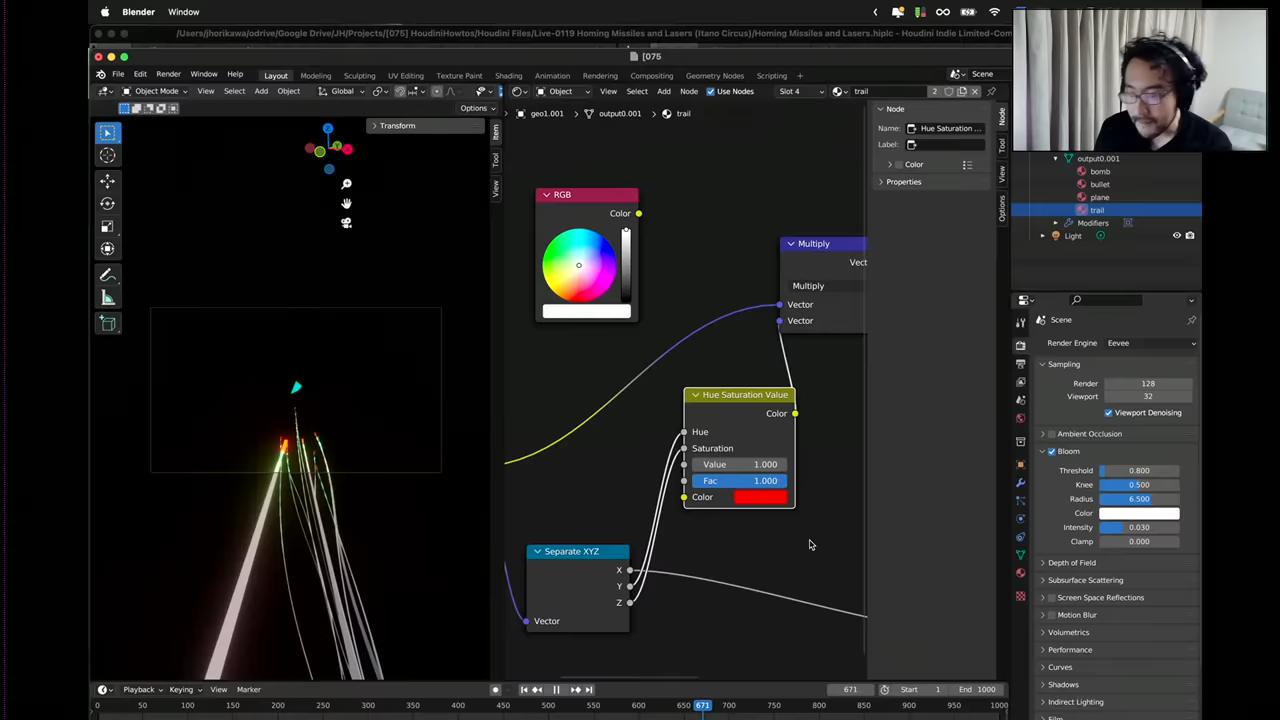 Blender Window
/Users/jhorikawa/odrive/Google Drive/JH/Projects/[075] HoudiniHowtos/Houdini Files/Live-0119 Homing Missiles and Lasers (Itano Circus)/Homing Missiles and Lasers.hiplc - Houdini Indie Limited-Com
[075
File Edit Render Window Help Layout Modeling Sculpting UV Editing Texture Paint Shading Animation Rendering Compositing Geometry Nodes Scripting + Scene
Object Mode View Select Add Object Global Object View Select Add Node Use Nodes Slot 4 trail 2
Options
geo1.001 output0.001 trail
Transform
Item
Tool
View
Node
Name: Hue Saturation ...
Label:
Color
Properties
Node
Tool
View
Options
RGB
Color
Multiply
Vect
Multiply
Vector
Vector
Hue Saturation Value
Color
Hue
Saturation
Value 1.000
Fac 1.000
Color
Separate XYZ
X
Y
Z
Vector
output0.001
bomb
bullet
plane
trail
Modifiers
Light
Scene
Render Engine Eevee
Sampling
Render 128
Viewport 32
Viewport Denoising
Ambient Occlusion
Bloom
Threshold 0.800
Knee 0.500
Radius 6.500
Color
Intensity 0.030
Clamp 0.000
Depth of Field
Subsurface Scattering
Screen Space Reflections
Motion Blur
Volumetrics
Performance
Curves
Shadows
Indirect Lighting
Film
Playback Keying View Marker 671 Start 1 End 1000
0 50 100 150 200 250 300 350 400 450 500 550 600 650 671 700 750 800 850 900 950 1000